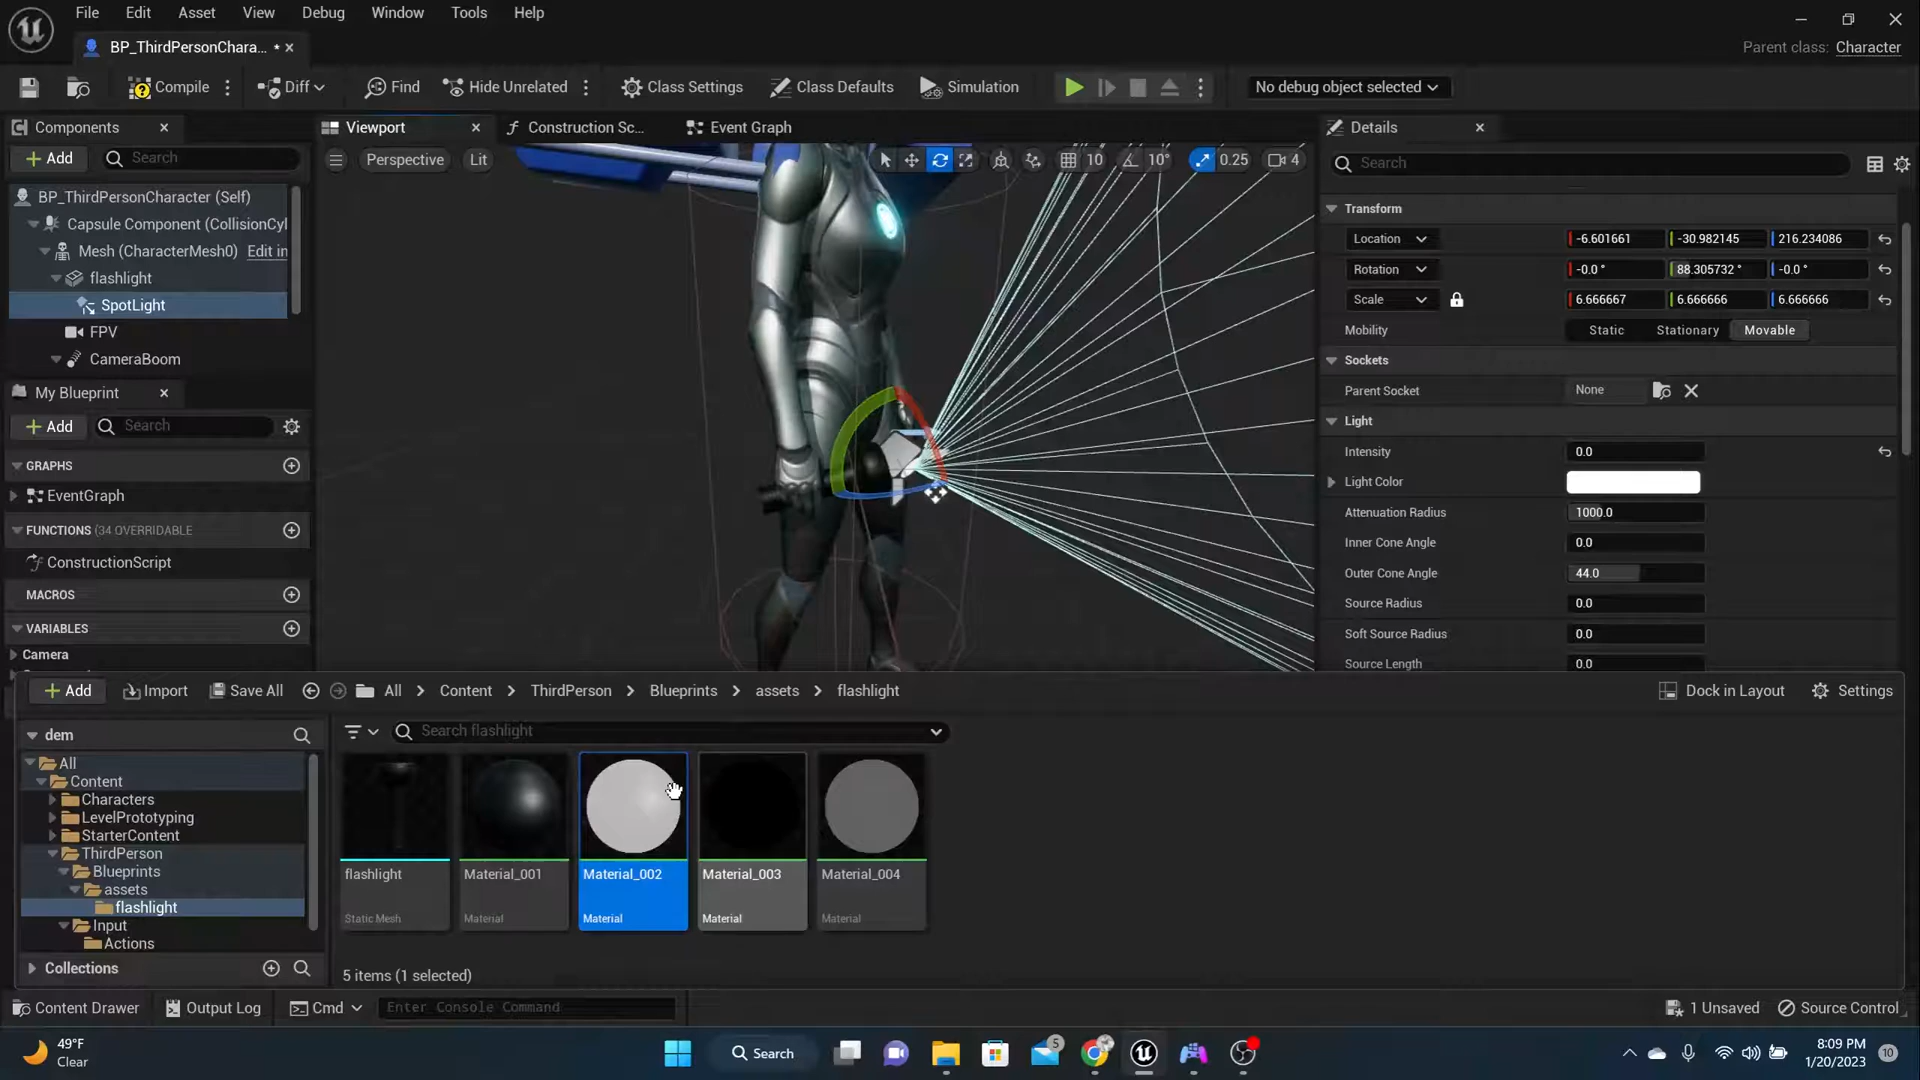 File Edit Asset View Debug Window Tools Help
BP_ThirdPersonChara... *
Parent class: Character
Compile Diff Find Hide Unrelated Class Settings Class Defaults Simulation No debug object selected
Components
Viewport Construction Sc... Event Graph
Details
Add Search
Perspective Lit 10 10° 0.25 4
Search
BP_ThirdPersonCharacter (Self)
Capsule Component (CollisionCyl
Mesh (CharacterMesh0) Edit in
flashlight
SpotLight
FPV
CameraBoom
Transform
Location -6.601661 -30.982145 216.234086
Rotation -0.0 ° 88.305732 ° -0.0 °
Scale 6.666667 6.666666 6.666666
Mobility Static Stationary Movable
Sockets
Parent Socket None
Light
Intensity 0.0
Light Color
Attenuation Radius 1000.0
Inner Cone Angle 0.0
Outer Cone Angle 44.0
Source Radius 0.0
Soft Source Radius 0.0
Source Length 0.0
My Blueprint
Add Search
GRAPHS
EventGraph
FUNCTIONS (34 OVERRIDABLE
ConstructionScript
MACROS
VARIABLES
Camera
Add Import Save All All Content ThirdPerson Blueprints assets flashlight
Dock in Layout Settings
dem
Search flashlight
All
Content
Characters
LevelPrototyping
StarterContent
ThirdPerson
Blueprints
assets
flashlight
Input
Actions
Collections
flashlight Material_001 Material_002 Material_003 Material_004
Static Mesh Material Material Material Material
5 items (1 selected)
Content Drawer Output Log Cmd Enter Console Command
1 Unsaved Source Control
49°F
Clear
Search
5
8:09 PM
1/20/2023
10